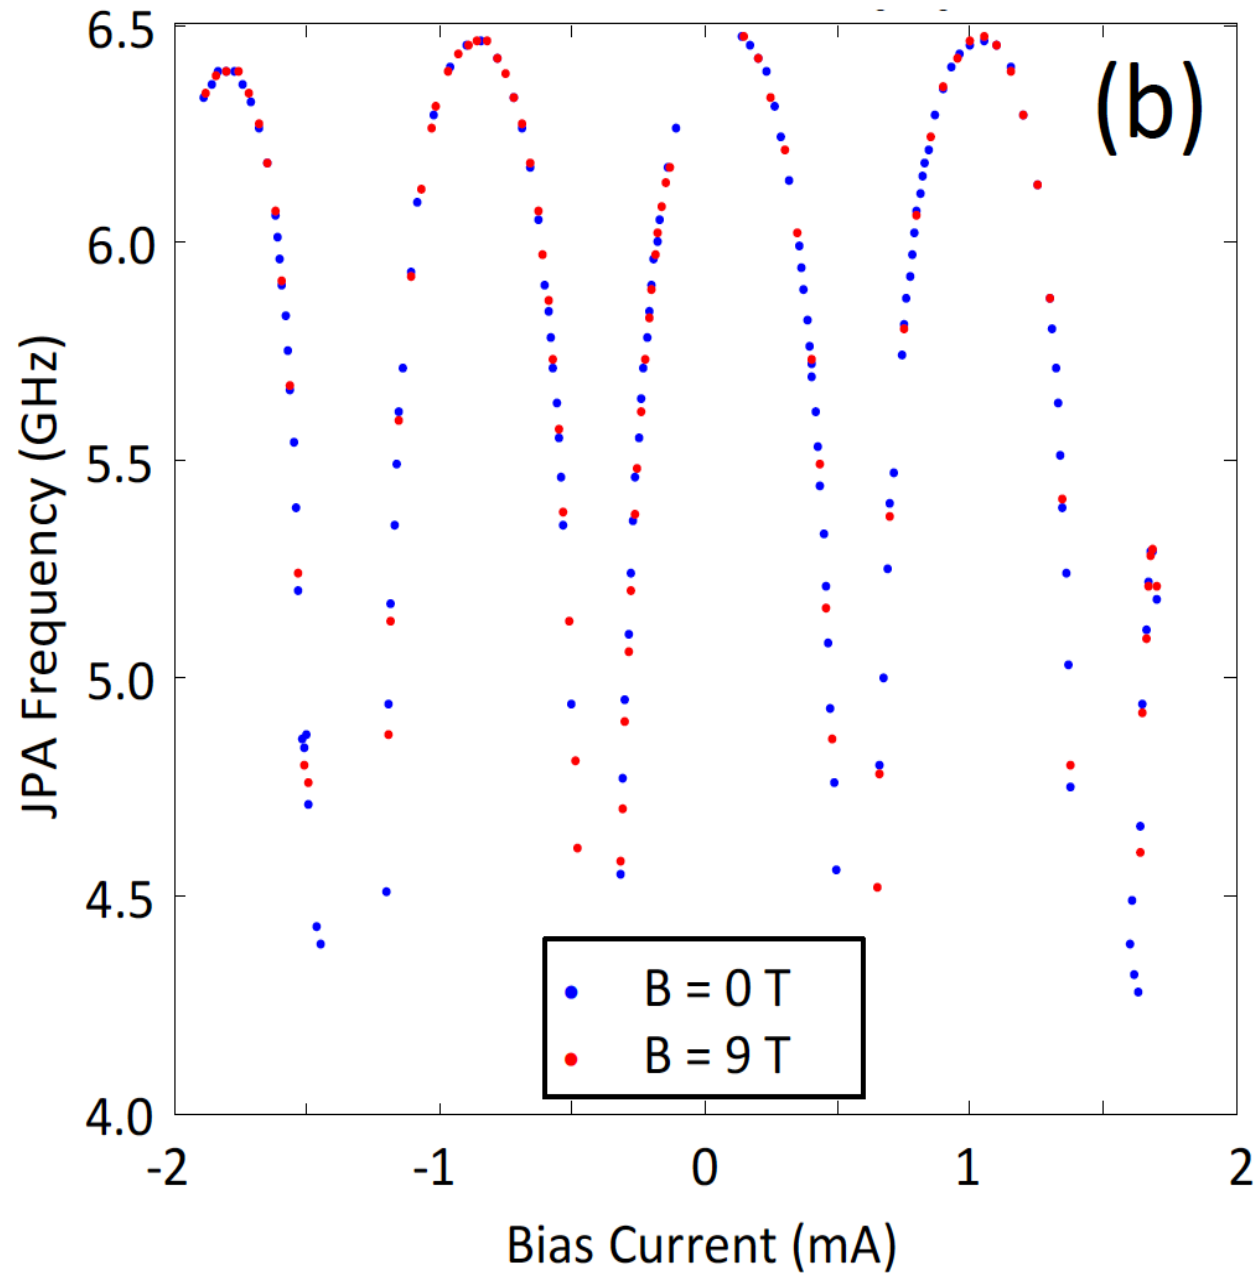 (b)
6.5
6.0
5.5
5.0
4.5
4.0
JPA Frequency (GHz)
B = 0 T
B = 9 T
-2 -1 0 1 2
Bias Current (mA)